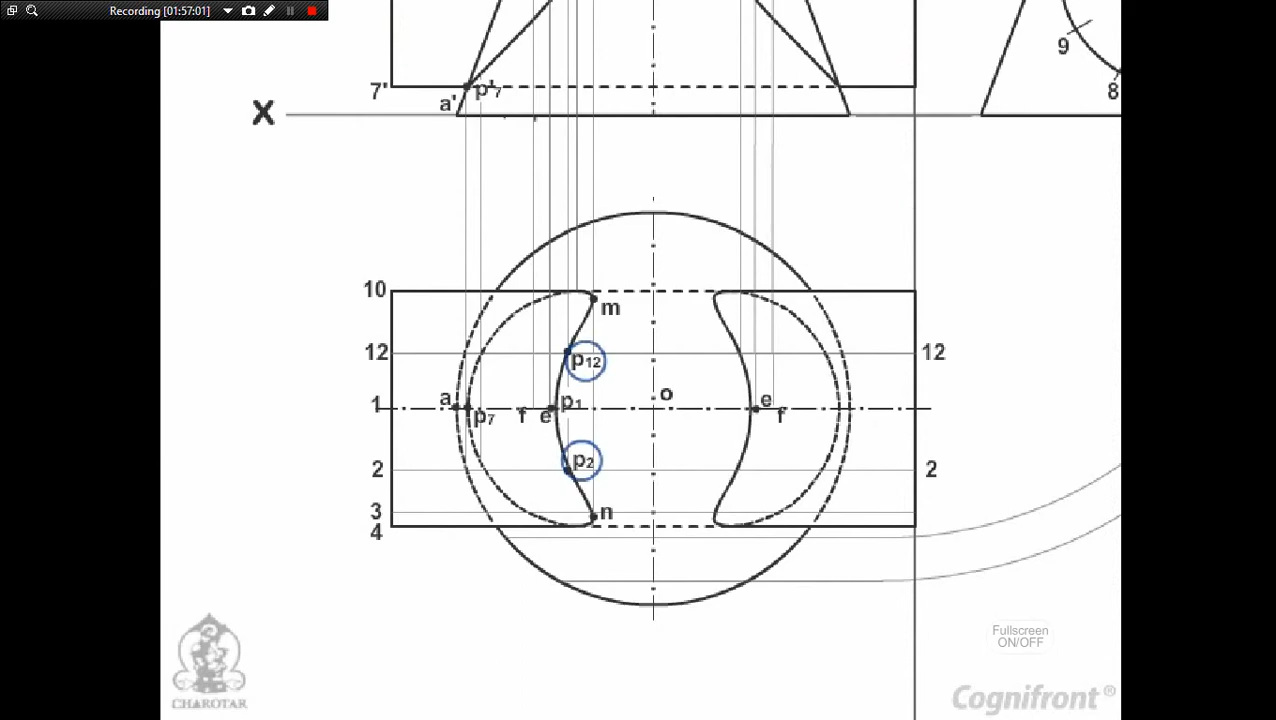 Recording [01:57:01]
9
8
7'
p'₇
a'
X
10
m
12
p₁₂
12
a
1
p₇
f
e
p₁
o
e
f
2
p₂
2
3
n
4
Fullscreen
ON/OFF
CHAROTAR
Cognifront®